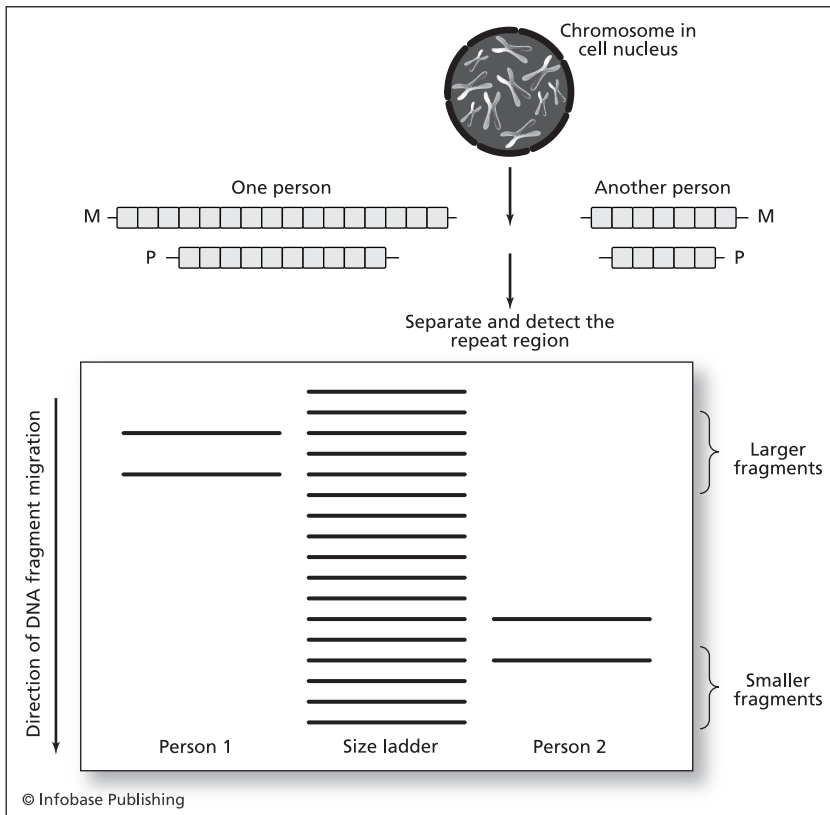 Chromosome in
cell nucleus
One person
Another person
M
M
P
P
Separate and detect the
repeat region
Direction of DNA fragment migration
Larger
fragments
Smaller
fragments
Person 1
Size ladder
Person 2
© Infobase Publishing